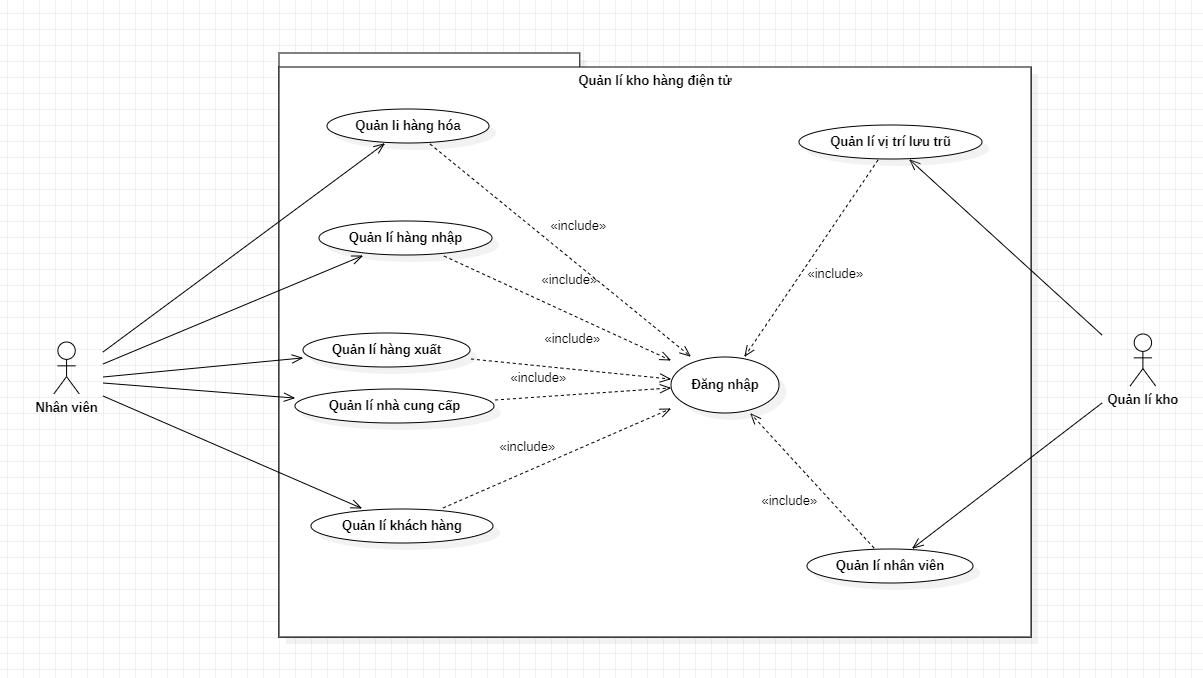 Quản lí kho hàng điện tử
Quản li hàng hóa
Quản lí vị trí lưu trũ
«include»
Quản lí hàng nhập
«include»
«include»
«include»
Quản lí hàng xuất
«include»
Đăng nhập
Quản lí nhà cung cấp
Nhân viên
Quản lí kho
«include»
«include»
Quản lí khách hàng
Quản lí nhân viên